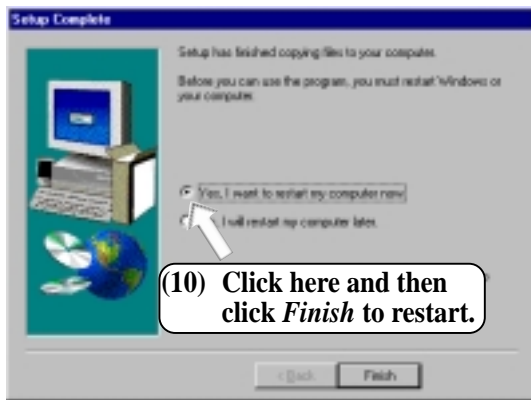 Setup Complete
Setup has finished copying files to your computer.
Before you can use the program, you must restart Windows or
your computer.
Yes, I want to restart my computer now.
I will restart my computer later.
(10) Click here and then
click Finish to restart.
< Back
Finish